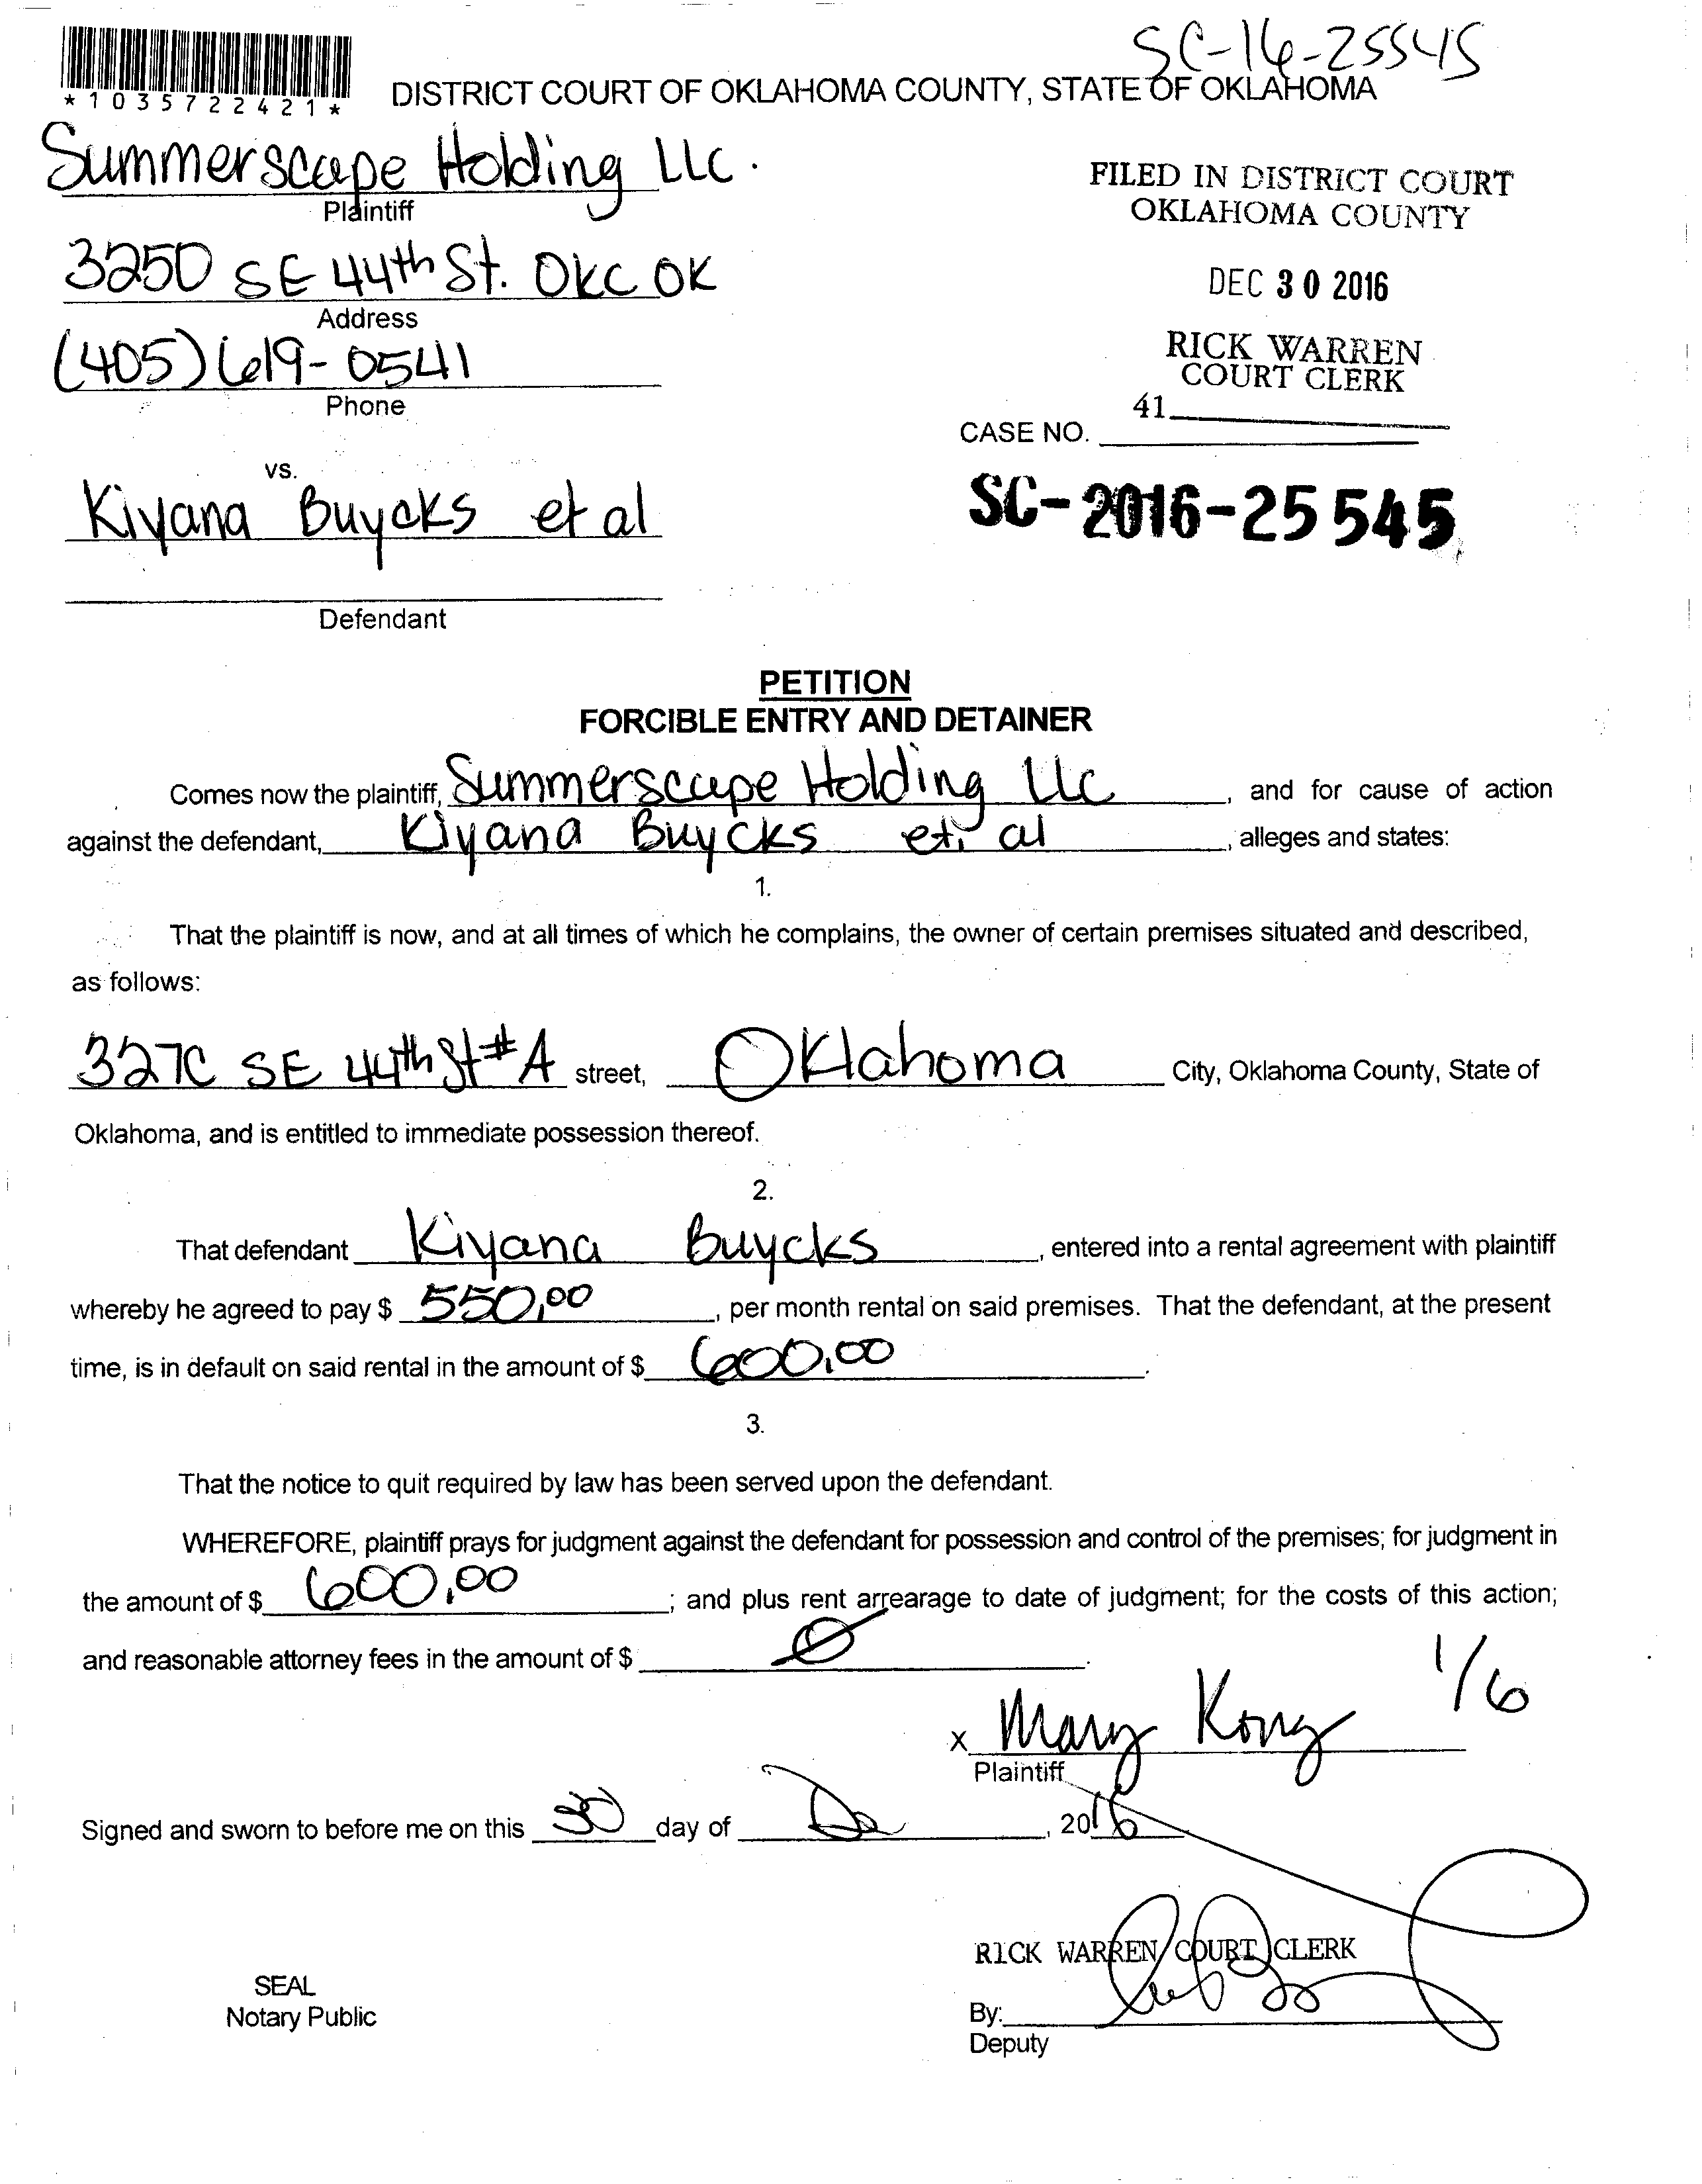 SC-16-25545
*1035722421*
DISTRICT COURT OF OKLAHOMA COUNTY, STATE OF OKLAHOMA
Summerscape Holding LLC.
Plaintiff
FILED IN DISTRICT COURT
OKLAHOMA COUNTY
3250 SE 44th St. OKC OK
Address
DEC 30 2016
(405) 619-0541
Phone
RICK WARREN
COURT CLERK
41
CASE NO.
vs.
Kiyana Buycks et al
SC-2016-25545
Defendant
PETITION
FORCIBLE ENTRY AND DETAINER
Comes now the plaintiff, Summerscape Holding LLC, and for cause of action
against the defendant, Kiyana Buycks et. al, alleges and states:
1.
That the plaintiff is now, and at all times of which he complains, the owner of certain premises situated and described,
as follows:
327C SE 44th St #A street, Oklahoma City, Oklahoma County, State of
Oklahoma, and is entitled to immediate possession thereof.
2.
That defendant Kiyana Buycks, entered into a rental agreement with plaintiff
whereby he agreed to pay $ 550.00, per month rental on said premises. That the defendant, at the present
time, is in default on said rental in the amount of $ 600.00.
3.
That the notice to quit required by law has been served upon the defendant.
WHEREFORE, plaintiff prays for judgment against the defendant for possession and control of the premises; for judgment in
the amount of $ 600.00; and plus rent arrearage to date of judgment; for the costs of this action;
and reasonable attorney fees in the amount of $ Ø.
1/6
x Mary Kong
Plaintiff
Signed and sworn to before me on this 30 day of De, 2016
RICK WARREN COURT CLERK
SEAL
Notary Public
By:
Deputy